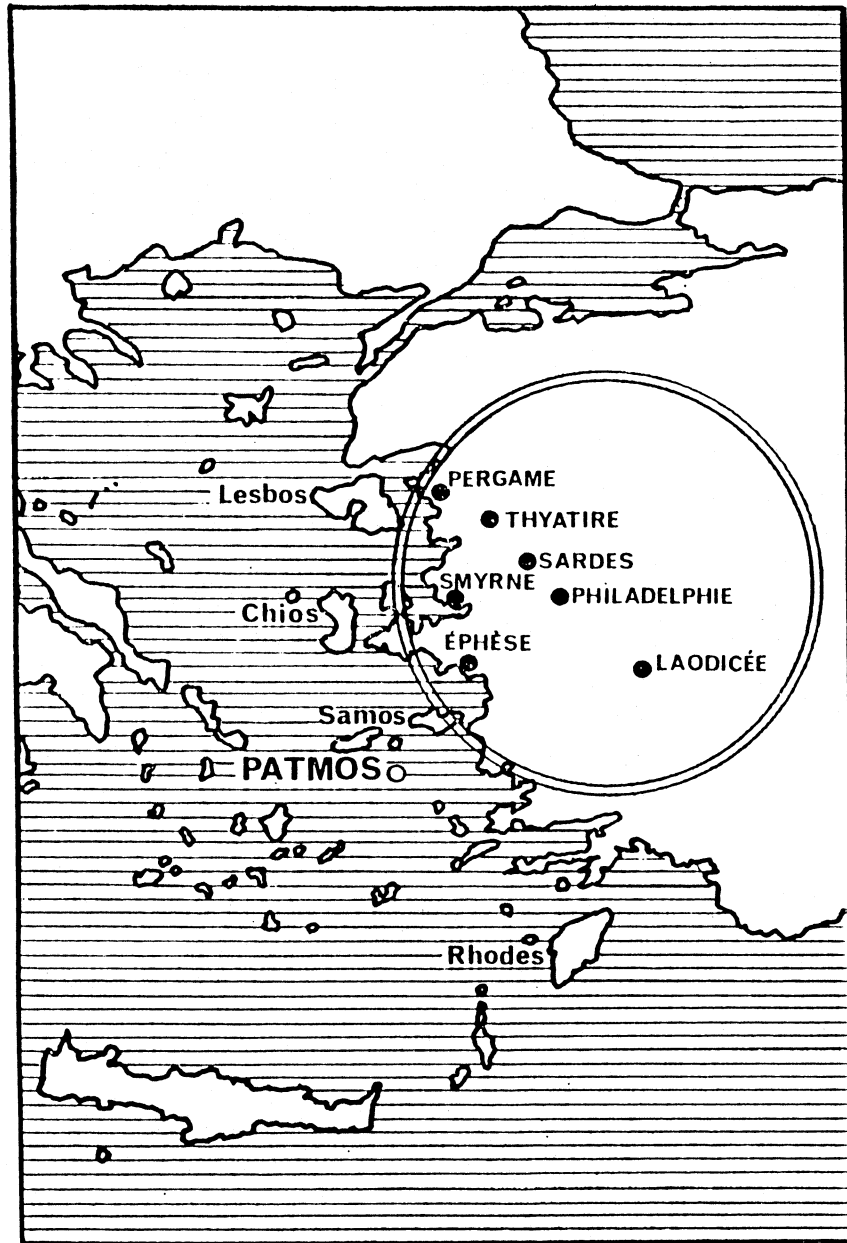 PERGAME
Lesbos
THYATIRE
SARDES
SMYRNE
PHILADELPHIE
Chios
ÉPHÈSE
LAODICÉE
Samos
PATMOS
Rhodes